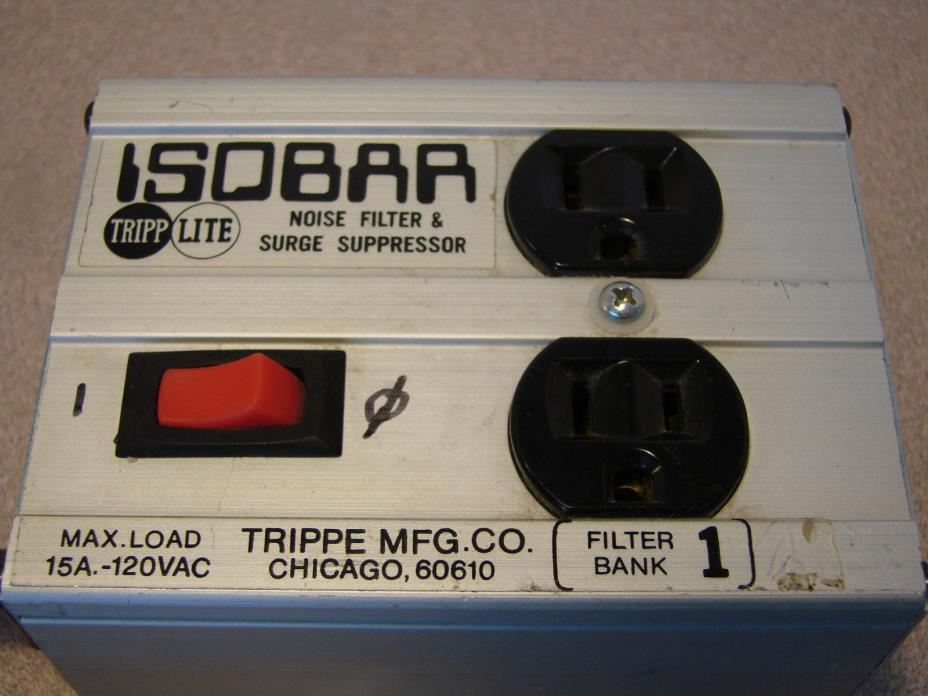 ISOBAR
TRIPP LITE
NOISE FILTER &
SURGE SUPPRESSOR
I
Ø
MAX.LOAD
15A.-120VAC
TRIPPE MFG.CO.
CHICAGO, 60610
FILTER
BANK
1